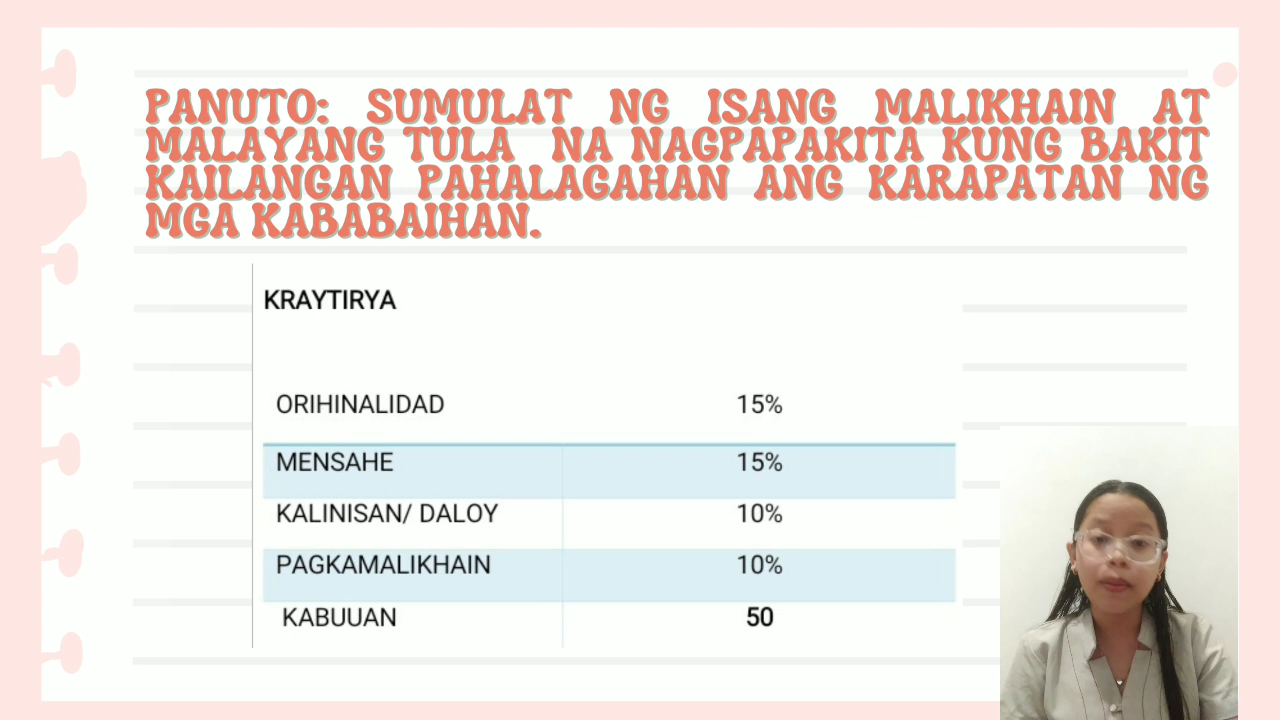 PANUTO: SUMULAT NG ISANG MALIKHAIN AT
MALAYANG TULA NA NAGPAPAKITA KUNG BAKIT
KAILANGAN PAHALAGAHAN ANG KARAPATAN NG
MGA KABABAIHAN.
KRAYTIRYA
ORIHINALIDAD 15%
MENSAHE 15%
KALINISAN/ DALOY 10%
PAGKAMALIKHAIN 10%
KABUUAN 50